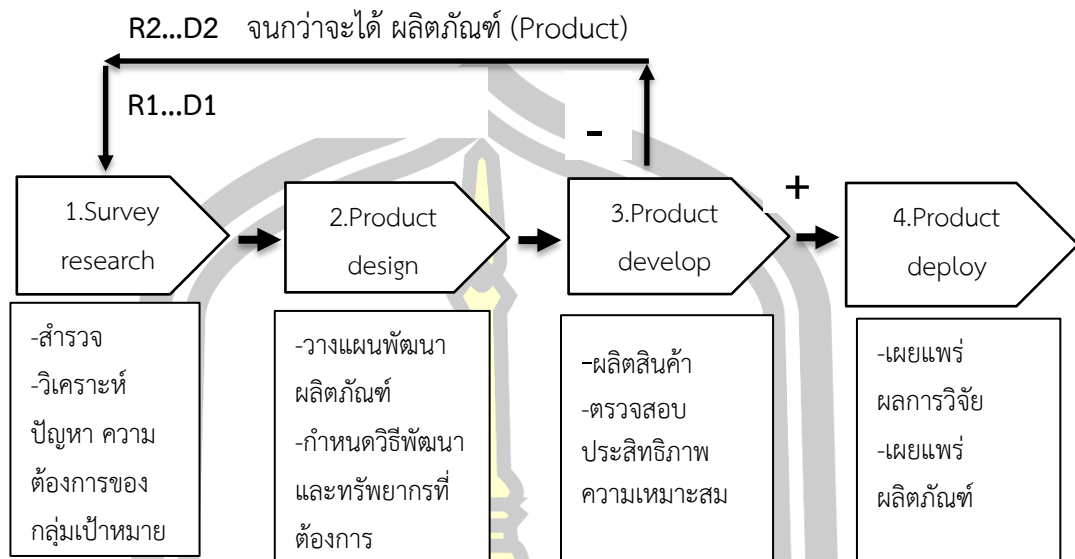 R2...D2 จนกว่าจะได้ ผลิตภัณฑ์ (Product)
R1...D1
-
+
1.Survey
research
2.Product
design
3.Product
develop
4.Product
deploy
-สำรวจ
-วิเคราะห์
ปัญหา ความ
ต้องการของ
กลุ่มเป้าหมาย
-วางแผนพัฒนา
ผลิตภัณฑ์
-กำหนดวิธีพัฒนา
และทรัพยากรที่
ต้องการ
-ผลิตสินค้า
-ตรวจสอบ
ประสิทธิภาพ
ความเหมาะสม
-เผยแพร่
ผลการวิจัย
-เผยแพร่
ผลิตภัณฑ์